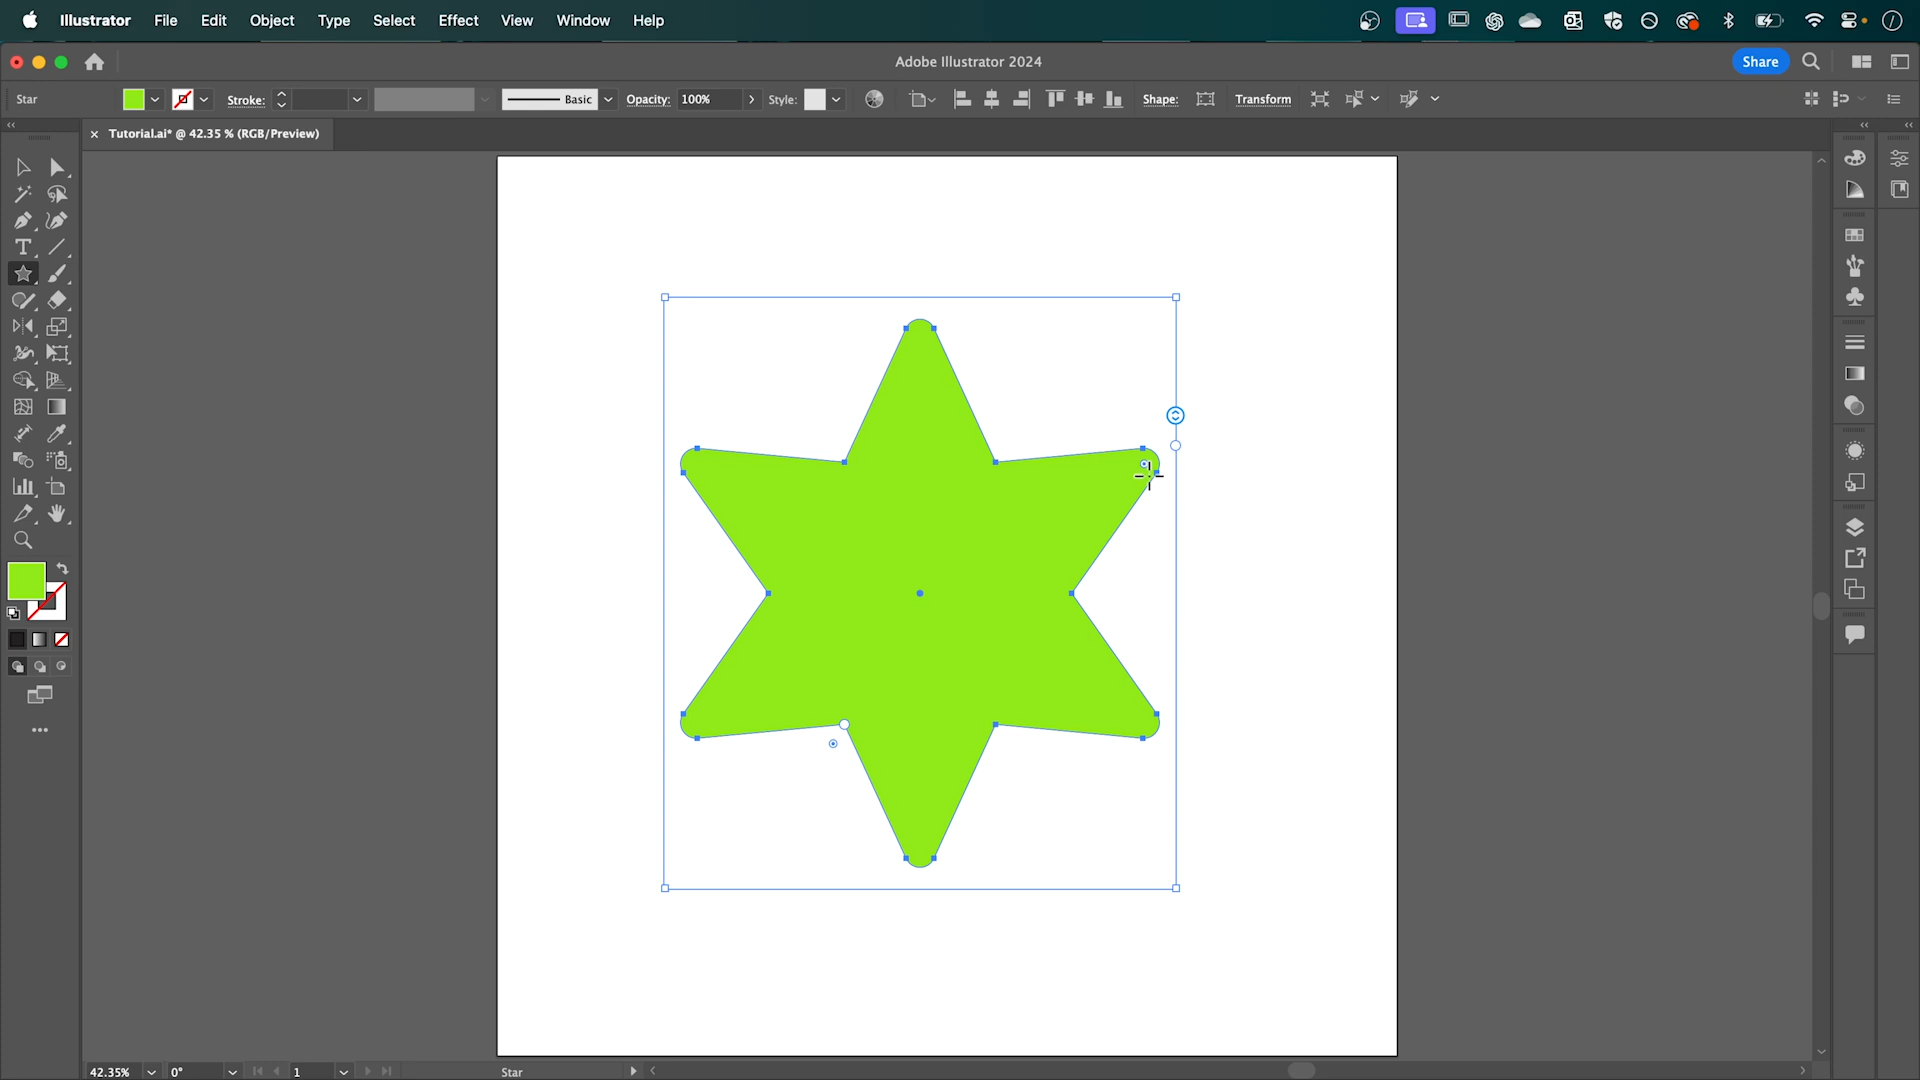 Illustrator File Edit Object Type Select Effect View Window Help
Adobe Illustrator 2024
Share
Star Stroke: Basic Opacity: 100% Style: Shape: Transform
Tutorial.ai* @ 42.35 % (RGB/Preview)
42.35% 0° 1 Star